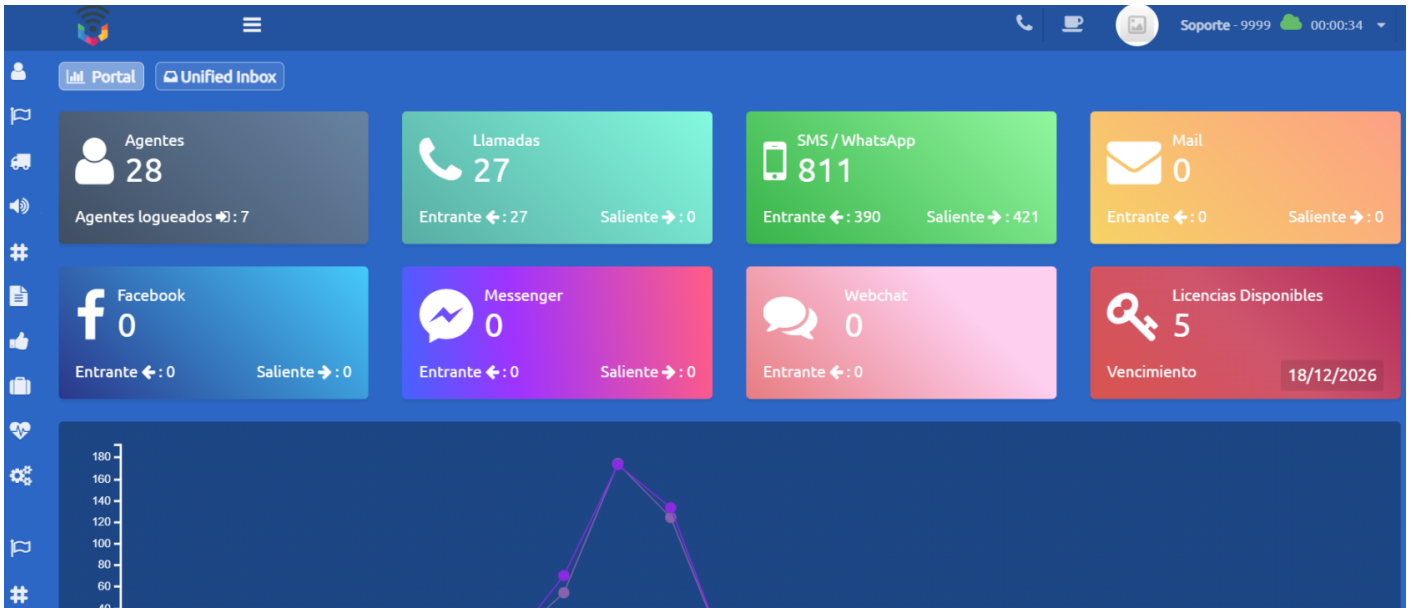 Soporte - 9999 00:00:34
Portal Unified Inbox
Agentes
28
Agentes logueados : 7
Llamadas
27
Entrante : 27 Saliente : 0
SMS / WhatsApp
811
Entrante : 390 Saliente : 421
Mail
0
Entrante : 0 Saliente : 0
Facebook
0
Entrante : 0 Saliente : 0
Messenger
0
Entrante : 0 Saliente : 0
Webchat
0
Entrante : 0
Licencias Disponibles
5
Vencimiento 18/12/2026
180
160
140
120
100
80
60
40